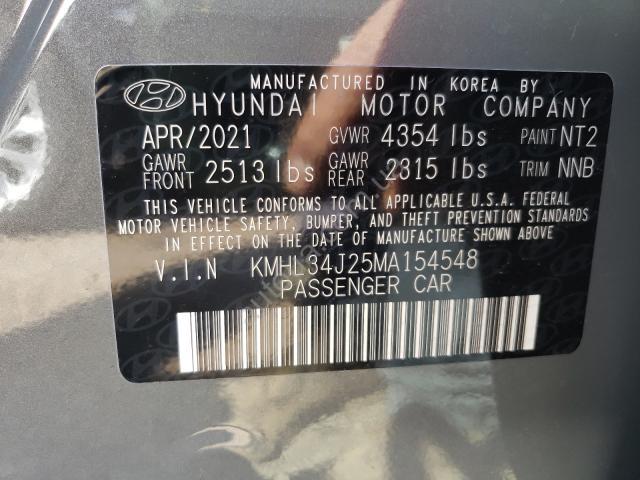 MANUFACTURED IN KOREA BY
HYUNDAI MOTOR COMPANY
APR/2021 GVWR 4354 lbs PAINT NT2
GAWR FRONT 2513 lbs GAWR REAR 2315 lbs TRIM NNB
THIS VEHICLE CONFORMS TO ALL APPLICABLE U.S.A. FEDERAL
MOTOR VEHICLE SAFETY, BUMPER, AND THEFT PREVENTION STANDARDS
IN EFFECT ON THE DATE OF MANUFACTURE SHOWN ABOVE.
V.I.N KMHL34J25MA154548
PASSENGER CAR